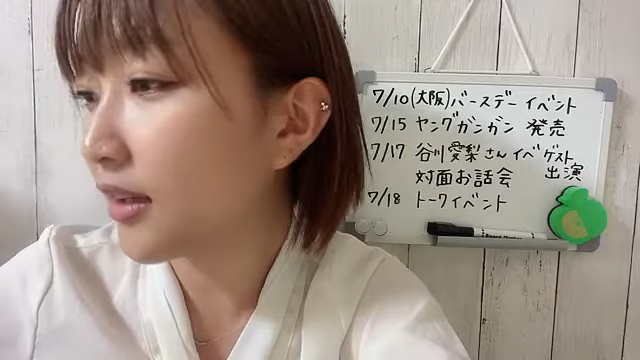 7/10(大阪)バースデーイベント
7/15 ヤングガンガン 発売
7/17 谷川愛梨さんイベ ゲスト出演
対面お話会
7/18 トークイベント
Board Marker